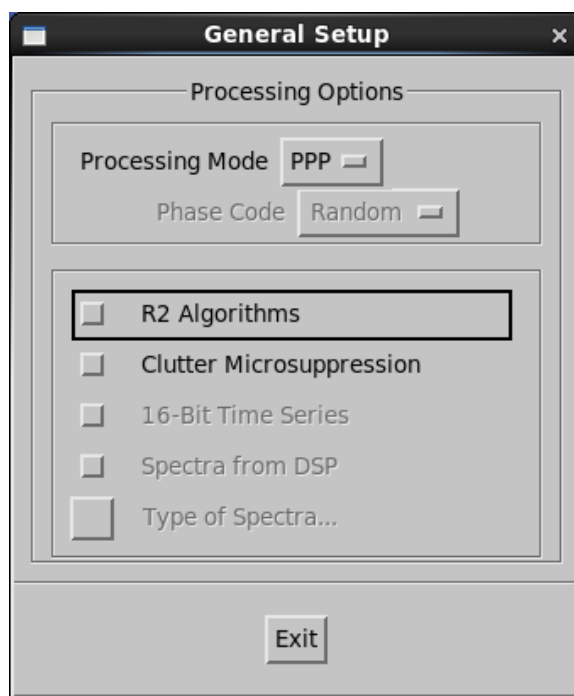 General Setup
Processing Options
Processing Mode PPP
Phase Code Random
R2 Algorithms
Clutter Microsuppression
16-Bit Time Series
Spectra from DSP
Type of Spectra...
Exit